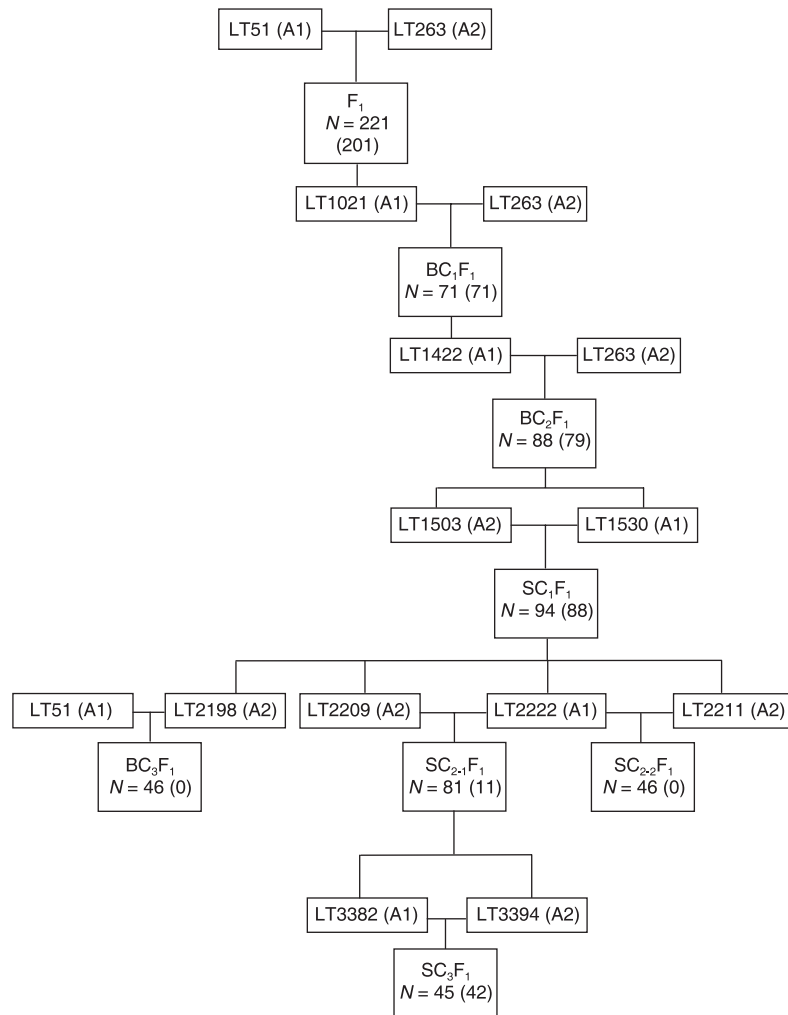 LT51 (A1) LT263 (A2)
F₁
N = 221
(201)
LT1021 (A1) LT263 (A2)
BC₁F₁
N = 71 (71)
LT1422 (A1) LT263 (A2)
BC₂F₁
N = 88 (79)
LT1503 (A2) LT1530 (A1)
SC₁F₁
N = 94 (88)
LT51 (A1) LT2198 (A2) LT2209 (A2) LT2222 (A1) LT2211 (A2)
BC₃F₁
N = 46 (0)
SC₂₋₁F₁
N = 81 (11)
SC₂₋₂F₁
N = 46 (0)
LT3382 (A1) LT3394 (A2)
SC₃F₁
N = 45 (42)